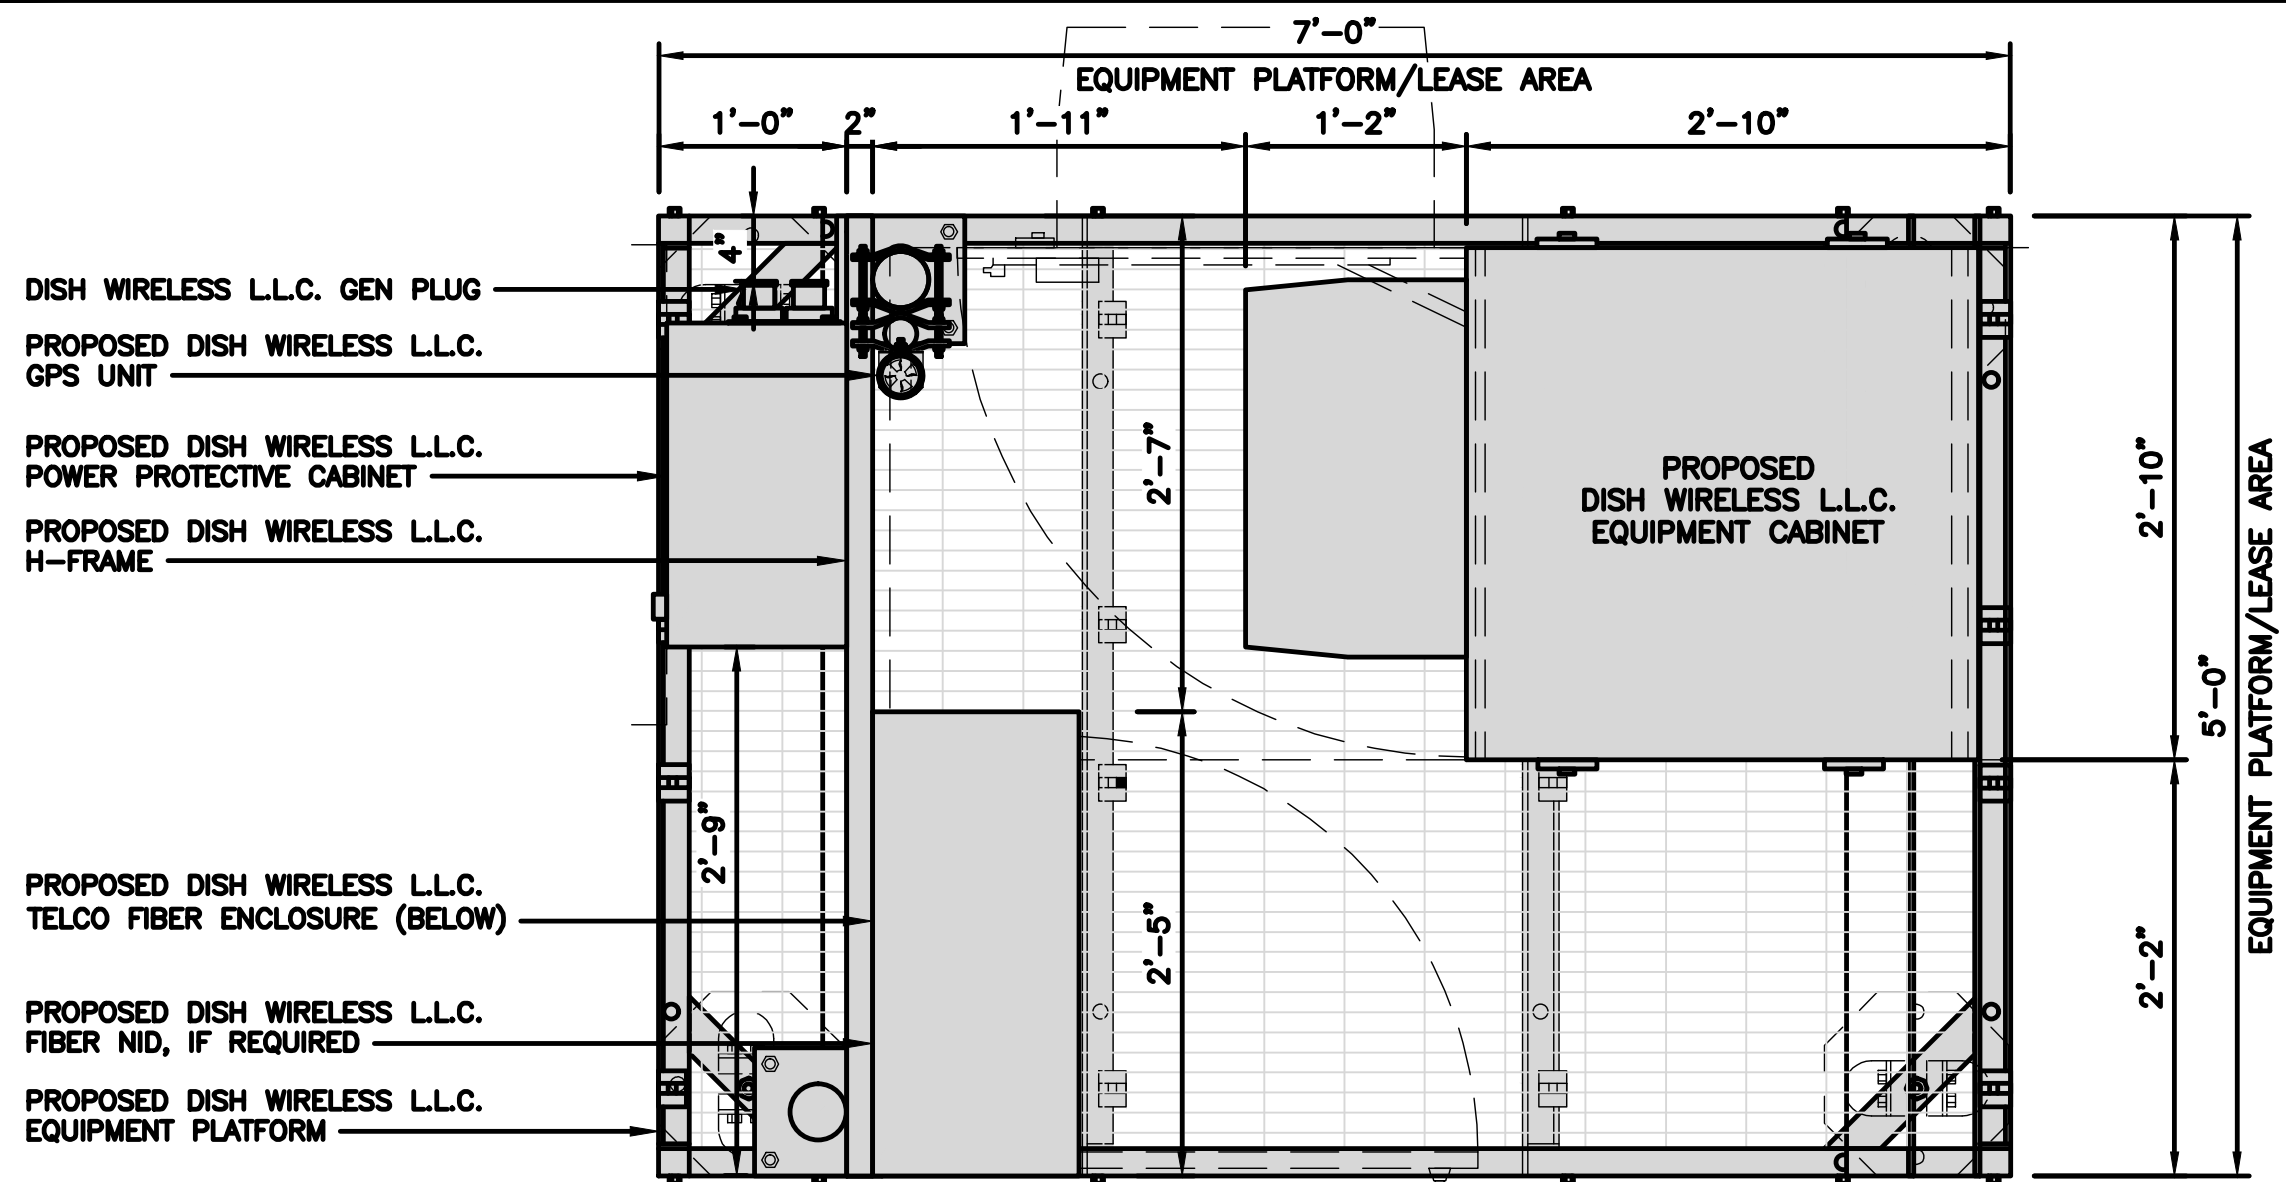 7'-0"
EQUIPMENT PLATFORM/LEASE AREA
1'-0" 2" 1'-11" 1'-2" 2'-10"
4"
DISH WIRELESS L.L.C. GEN PLUG
PROPOSED DISH WIRELESS L.L.C.
GPS UNIT
PROPOSED DISH WIRELESS L.L.C.
POWER PROTECTIVE CABINET
PROPOSED DISH WIRELESS L.L.C.
H-FRAME
2'-7"
PROPOSED
DISH WIRELESS L.L.C.
EQUIPMENT CABINET
2'-10"
5'-0"
EQUIPMENT PLATFORM/LEASE AREA
2'-9"
2'-5"
2'-2"
PROPOSED DISH WIRELESS L.L.C.
TELCO FIBER ENCLOSURE (BELOW)
PROPOSED DISH WIRELESS L.L.C.
FIBER NID, IF REQUIRED
PROPOSED DISH WIRELESS L.L.C.
EQUIPMENT PLATFORM